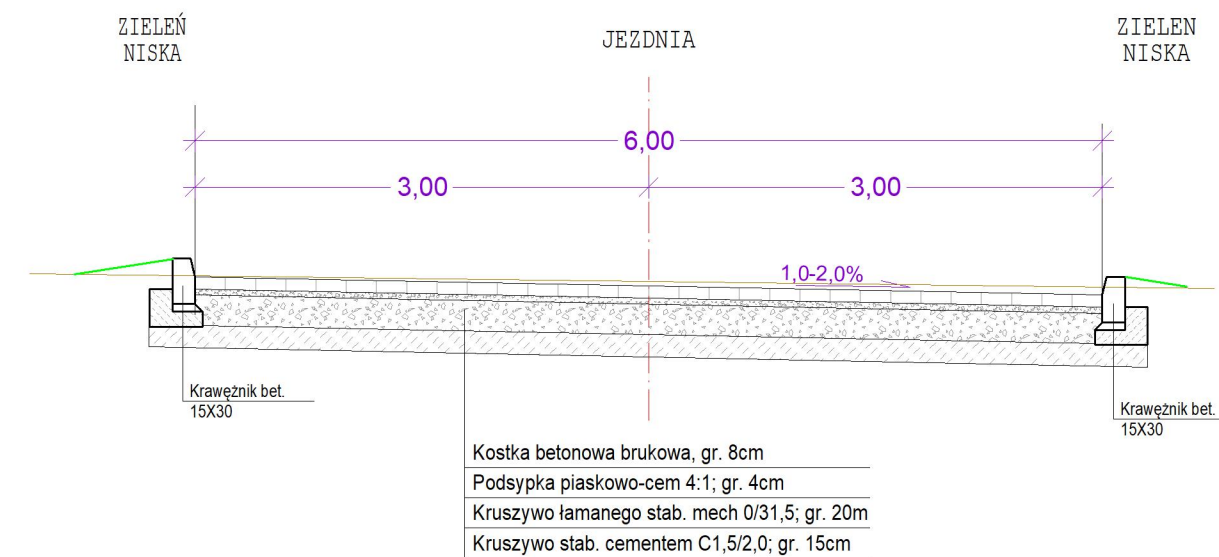 ZIELEŃ
NISKA
JEZDNIA
ZIELEN
NISKA
6,00
3,00
3,00
1,0-2,0%
Krawężnik bet.
15X30
Krawężnik bet.
15X30
Kostka betonowa brukowa, gr. 8cm
Podsypka piaskowo-cem 4:1; gr. 4cm
Kruszywo łamanego stab. mech 0/31,5; gr. 20m
Kruszywo stab. cementem C1,5/2,0; gr. 15cm